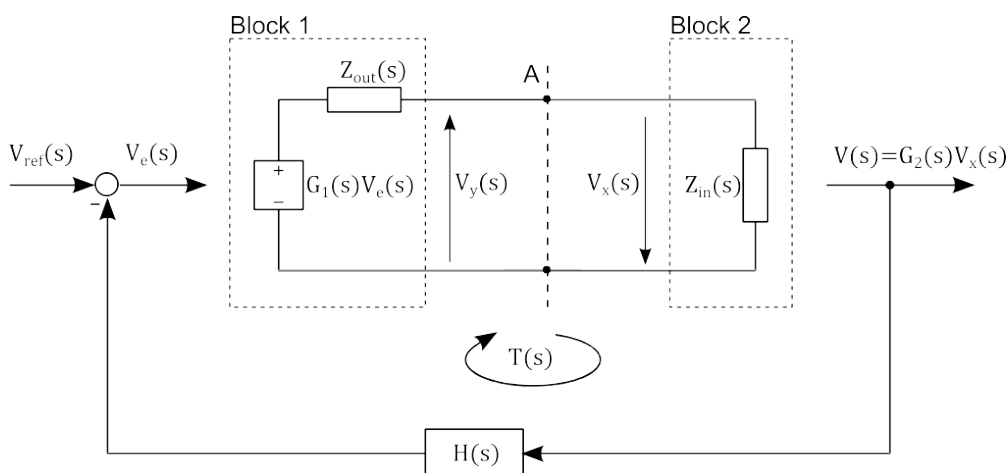 Block 1
Block 2
Z_out(s)
A
V_ref(s)
V_e(s)
+
−
G_1(s)V_e(s)
V_y(s)
V_x(s)
Z_in(s)
V(s)=G_2(s)V_x(s)
−
T(s)
H(s)